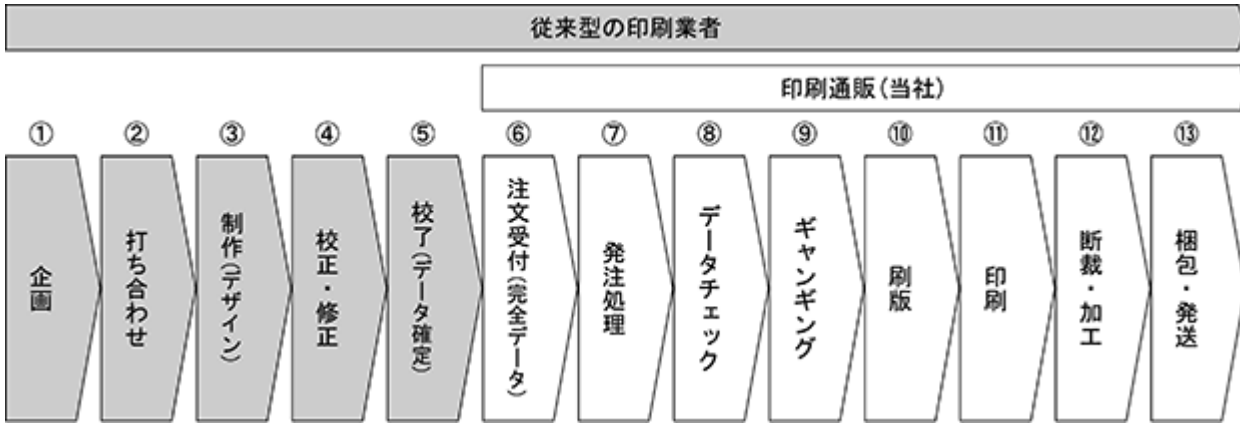 従来型の印刷業者
印刷通販(当社)
①
②
③
④
⑤
⑥
⑦
⑧
⑨
⑩
⑪
⑫
⑬
企画
打ち合わせ
制作(デザイン)
校正・修正
校了(データ確定)
注文受付(完全データ)
発注処理
データチェック
ギャンギング
刷版
印刷
断裁・加工
梱包・発送